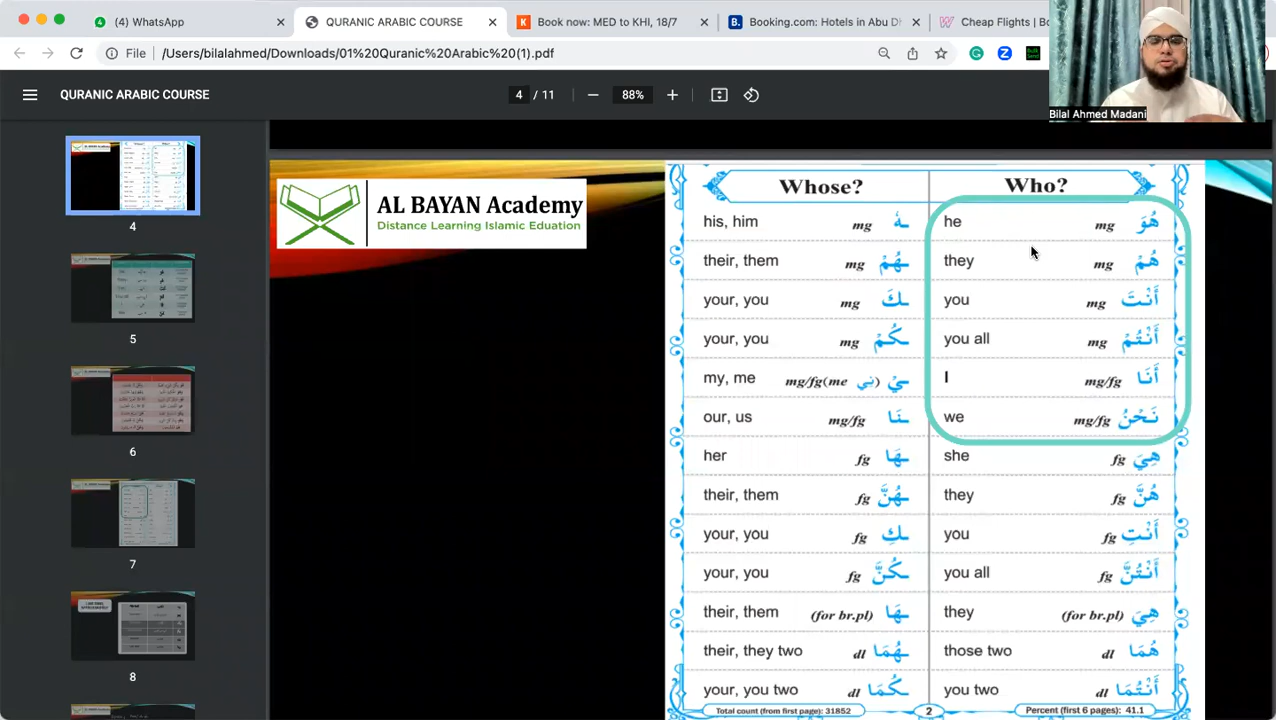 (4) WhatsApp
QURANIC ARABIC COURSE
Book now: MED to KHI, 18/7
Booking.com: Hotels in Abu Dh
Cheap Flights | Bo
File
/Users/bilalahmed/Downloads/01%20Quranic%20Arabic%20(1).pdf
Bilal Ahmed Madani
QURANIC ARABIC COURSE
4 / 11
88%
4
5
6
7
8
AL BAYAN Academy
Distance Learning Islamic Eduation
Whose? Who?
his, him mg ـهٗ he mg هُوَ
their, them mg ـهُمْ they mg هُمْ
your, you mg ـكَ you mg أَنْتَ
your, you mg ـكُمْ you all mg أَنْتُمْ
my, me mg/fg(me نِي) ـِيْ I mg/fg أَنَا
our, us mg/fg ـنَا we mg/fg نَحْنُ
her fg ـهَا she fg هِيَ
their, them fg ـهُنَّ they fg هُنَّ
your, you fg ـكِ you fg أَنْتِ
your, you fg ـكُنَّ you all fg أَنْتُنَّ
their, them (for br.pl) ـهَا they (for br.pl) هِيَ
their, they two dl ـهُمَا those two dl هُمَا
your, you two dl ـكُمَا you two dl أَنْتُمَا
Total count (from first page): 31852 2 Percent (first 6 pages): 41.1